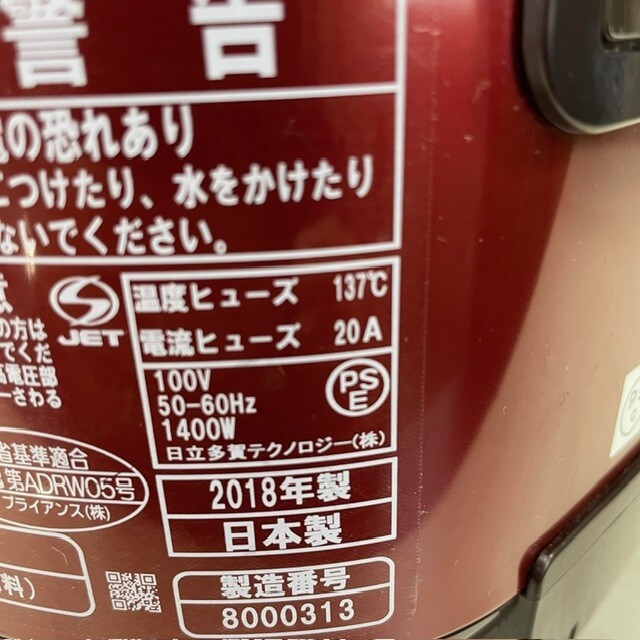 警告
の恐れあり
つけたり、水をかけたり
ないでください。
の方は
でくだ
電圧部
ーさわる
JET
温度ヒューズ 137℃
電流ヒューズ 20A
100V
50-60Hz
1400W
PSE
日立多賀テクノロジー(株)
省基準適合
第ADRW05号
プライアンス(株)
2018年製
日本製
料)
製造番号
8000313